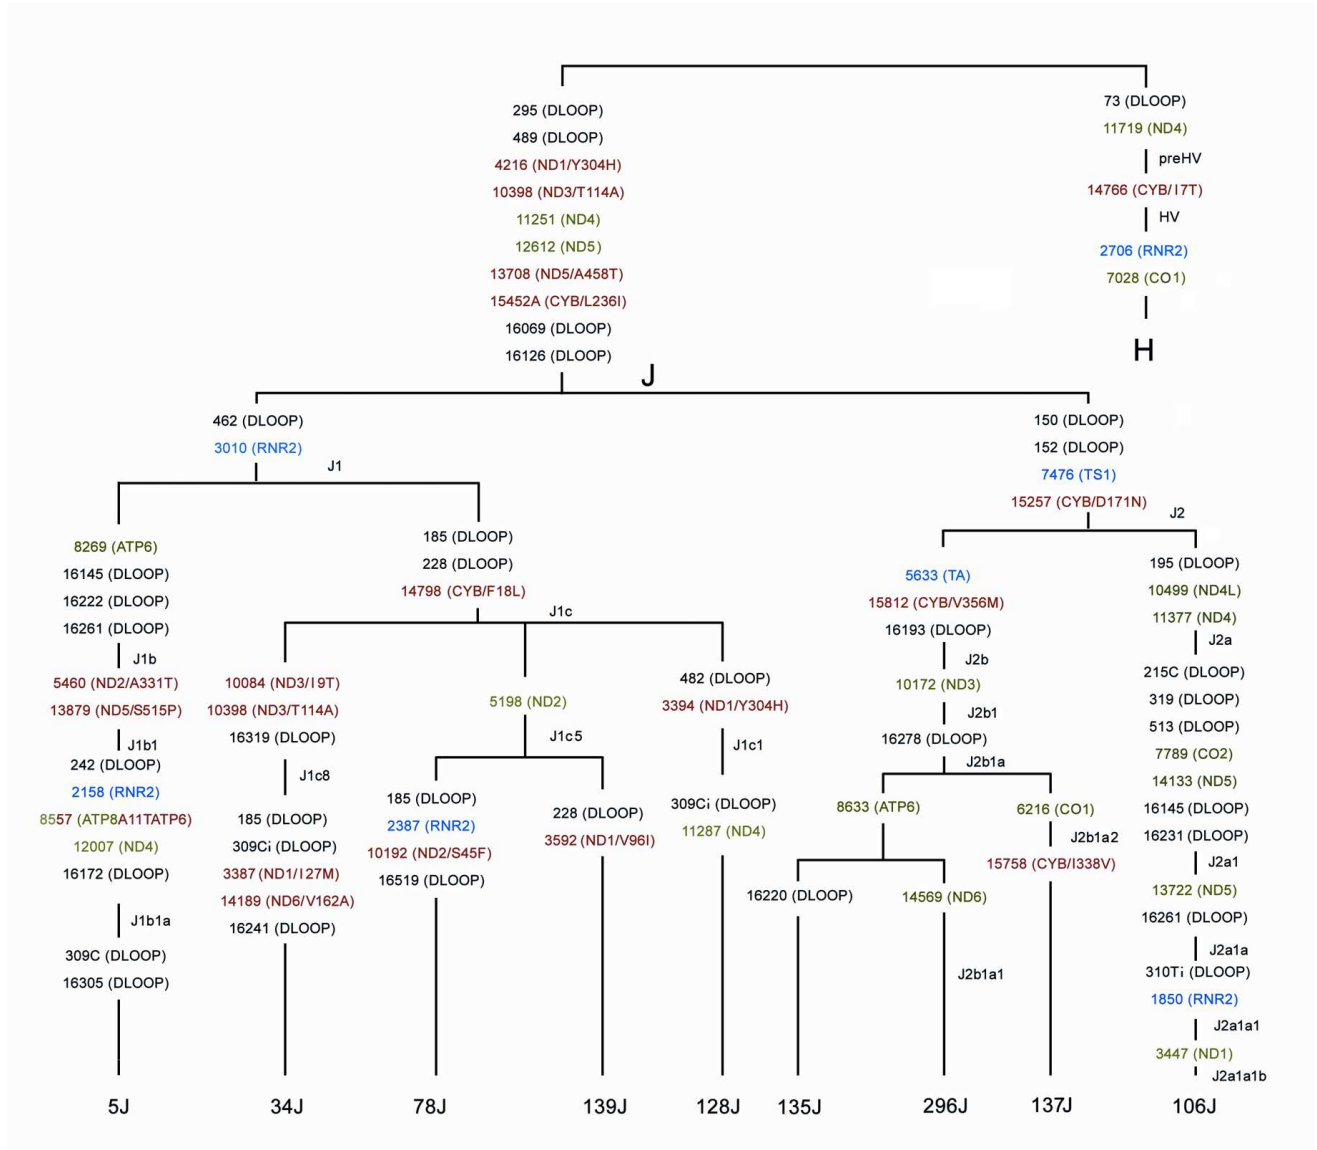 295 (DLOOP)
489 (DLOOP)
4216 (ND1/Y304H)
10398 (ND3/T114A)
11251 (ND4)
12612 (ND5)
13708 (ND5/A458T)
15452A (CYB/L236I)
16069 (DLOOP)
16126 (DLOOP)
J
73 (DLOOP)
11719 (ND4)
preHV
14766 (CYB/I7T)
HV
2706 (RNR2)
7028 (CO1)
H
462 (DLOOP)
3010 (RNR2)
J1
150 (DLOOP)
152 (DLOOP)
7476 (TS1)
15257 (CYB/D171N)
J2
8269 (ATP6)
16145 (DLOOP)
16222 (DLOOP)
16261 (DLOOP)
J1b
5460 (ND2/A331T)
13879 (ND5/S515P)
J1b1
242 (DLOOP)
2158 (RNR2)
8557 (ATP8A11TATP6)
12007 (ND4)
16172 (DLOOP)
J1b1a
309C (DLOOP)
16305 (DLOOP)
5J
185 (DLOOP)
228 (DLOOP)
14798 (CYB/F18L)
J1c
10084 (ND3/I9T)
10398 (ND3/T114A)
16319 (DLOOP)
J1c8
185 (DLOOP)
309Ci (DLOOP)
3387 (ND1/I27M)
14189 (ND6/V162A)
16241 (DLOOP)
34J
5198 (ND2)
J1c5
185 (DLOOP)
2387 (RNR2)
10192 (ND2/S45F)
16519 (DLOOP)
78J
228 (DLOOP)
3592 (ND1/V96I)
139J
482 (DLOOP)
3394 (ND1/Y304H)
J1c1
309Ci (DLOOP)
11287 (ND4)
128J
5633 (TA)
15812 (CYB/V356M)
16193 (DLOOP)
J2b
10172 (ND3)
J2b1
16278 (DLOOP)
J2b1a
8633 (ATP6)
16220 (DLOOP)
135J
14569 (ND6)
J2b1a1
296J
6216 (CO1)
J2b1a2
15758 (CYB/I338V)
137J
195 (DLOOP)
10499 (ND4L)
11377 (ND4)
J2a
215C (DLOOP)
319 (DLOOP)
513 (DLOOP)
7789 (CO2)
14133 (ND5)
16145 (DLOOP)
16231 (DLOOP)
J2a1
13722 (ND5)
16261 (DLOOP)
J2a1a
310Ti (DLOOP)
1850 (RNR2)
J2a1a1
3447 (ND1)
J2a1a1b
106J